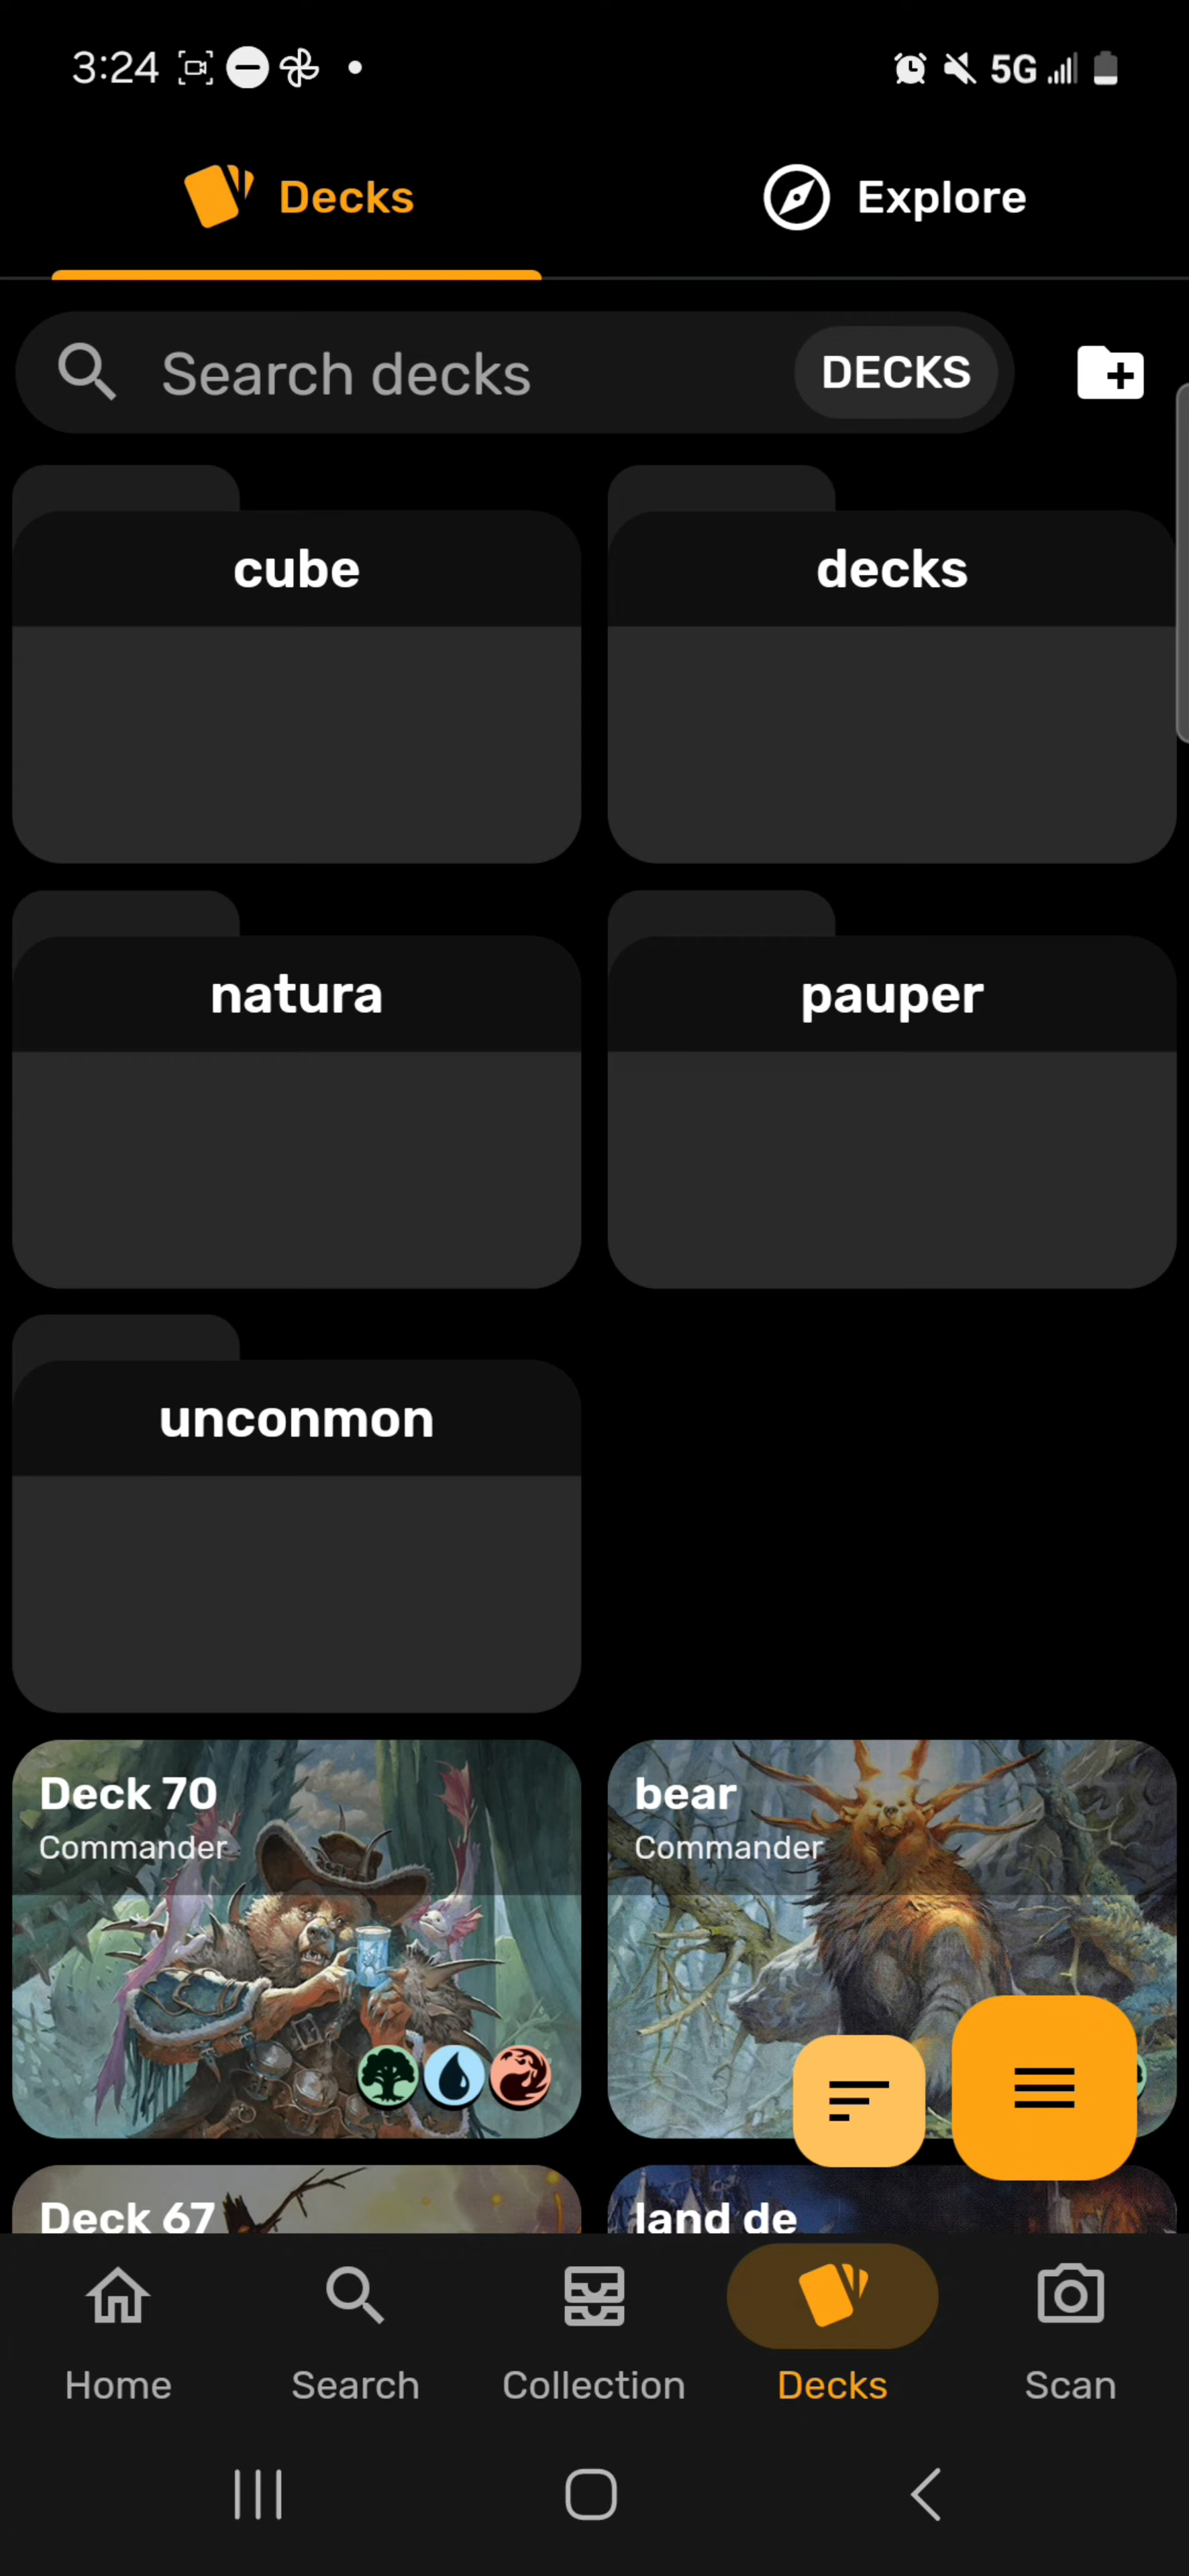 3:24
5G
Decks
Explore
Search decks
DECKS
cube
decks
natura
pauper
unconmon
Deck 70
Commander
bear
Commander
Deck 67
land de
Home
Search
Collection
Decks
Scan